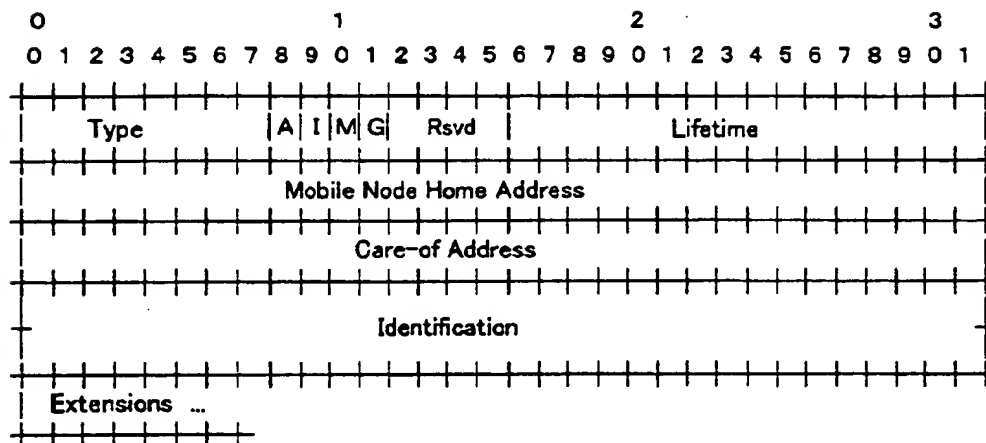 0 1 2 3
0 1 2 3 4 5 6 7 8 9 0 1 2 3 4 5 6 7 8 9 0 1 2 3 4 5 6 7 8 9 0 1
Type A I M G Rsvd Lifetime
Mobile Node Home Address
Care-of Address
Identification
Extensions ...